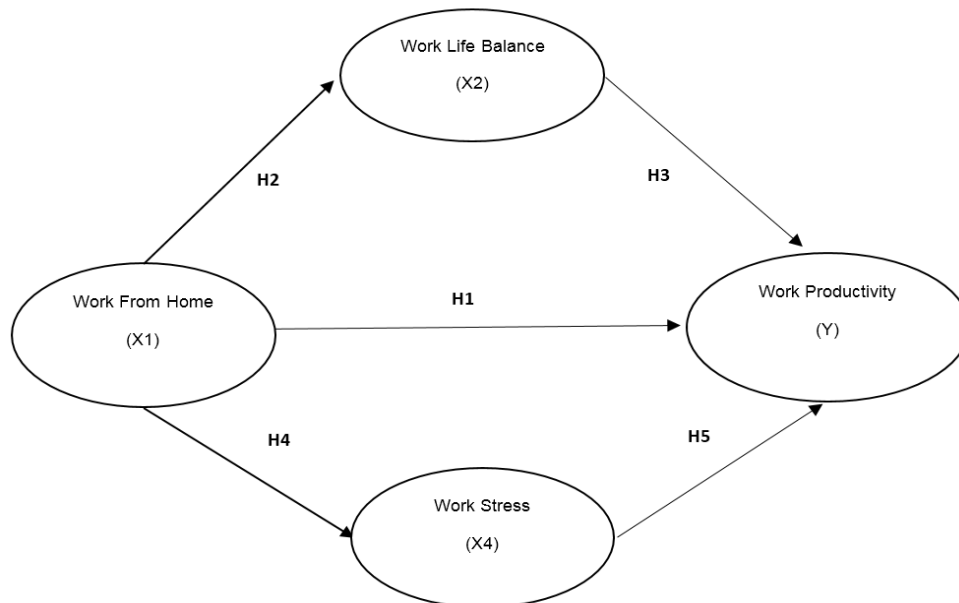 Work Life Balance
(X2)
H2
H3
Work From Home
(X1)
H1
Work Productivity
(Y)
H4
H5
Work Stress
(X4)